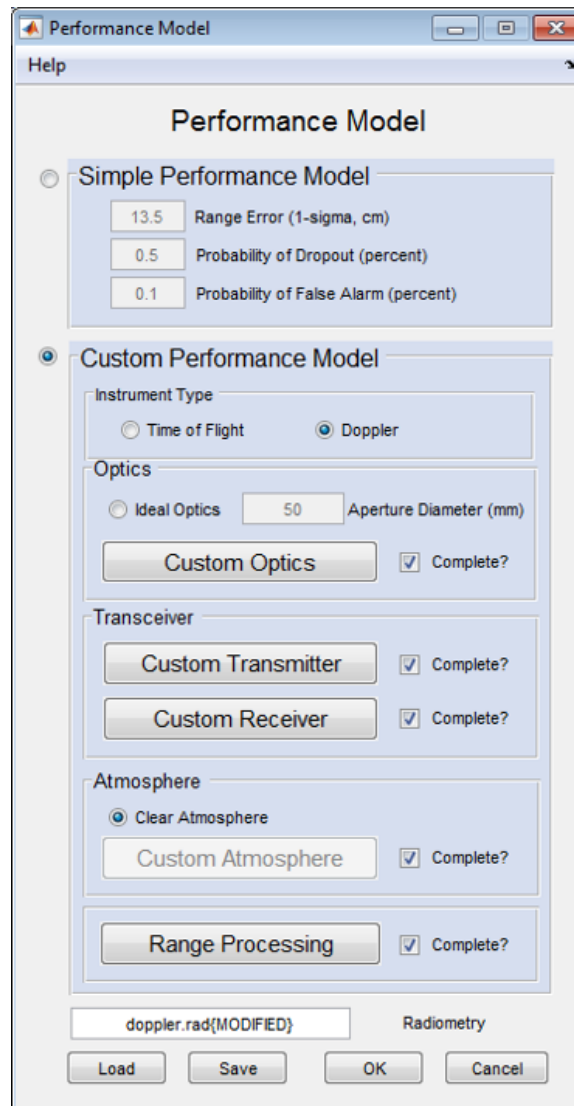 Performance Model
Help
Performance Model
Simple Performance Model
13.5 Range Error (1-sigma, cm)
0.5 Probability of Dropout (percent)
0.1 Probability of False Alarm (percent)
Custom Performance Model
Instrument Type
Time of Flight Doppler
Optics
Ideal Optics 50 Aperture Diameter (mm)
Custom Optics Complete?
Transceiver
Custom Transmitter Complete?
Custom Receiver Complete?
Atmosphere
Clear Atmosphere
Custom Atmosphere Complete?
Range Processing Complete?
doppler.rad{MODIFIED} Radiometry
Load Save OK Cancel